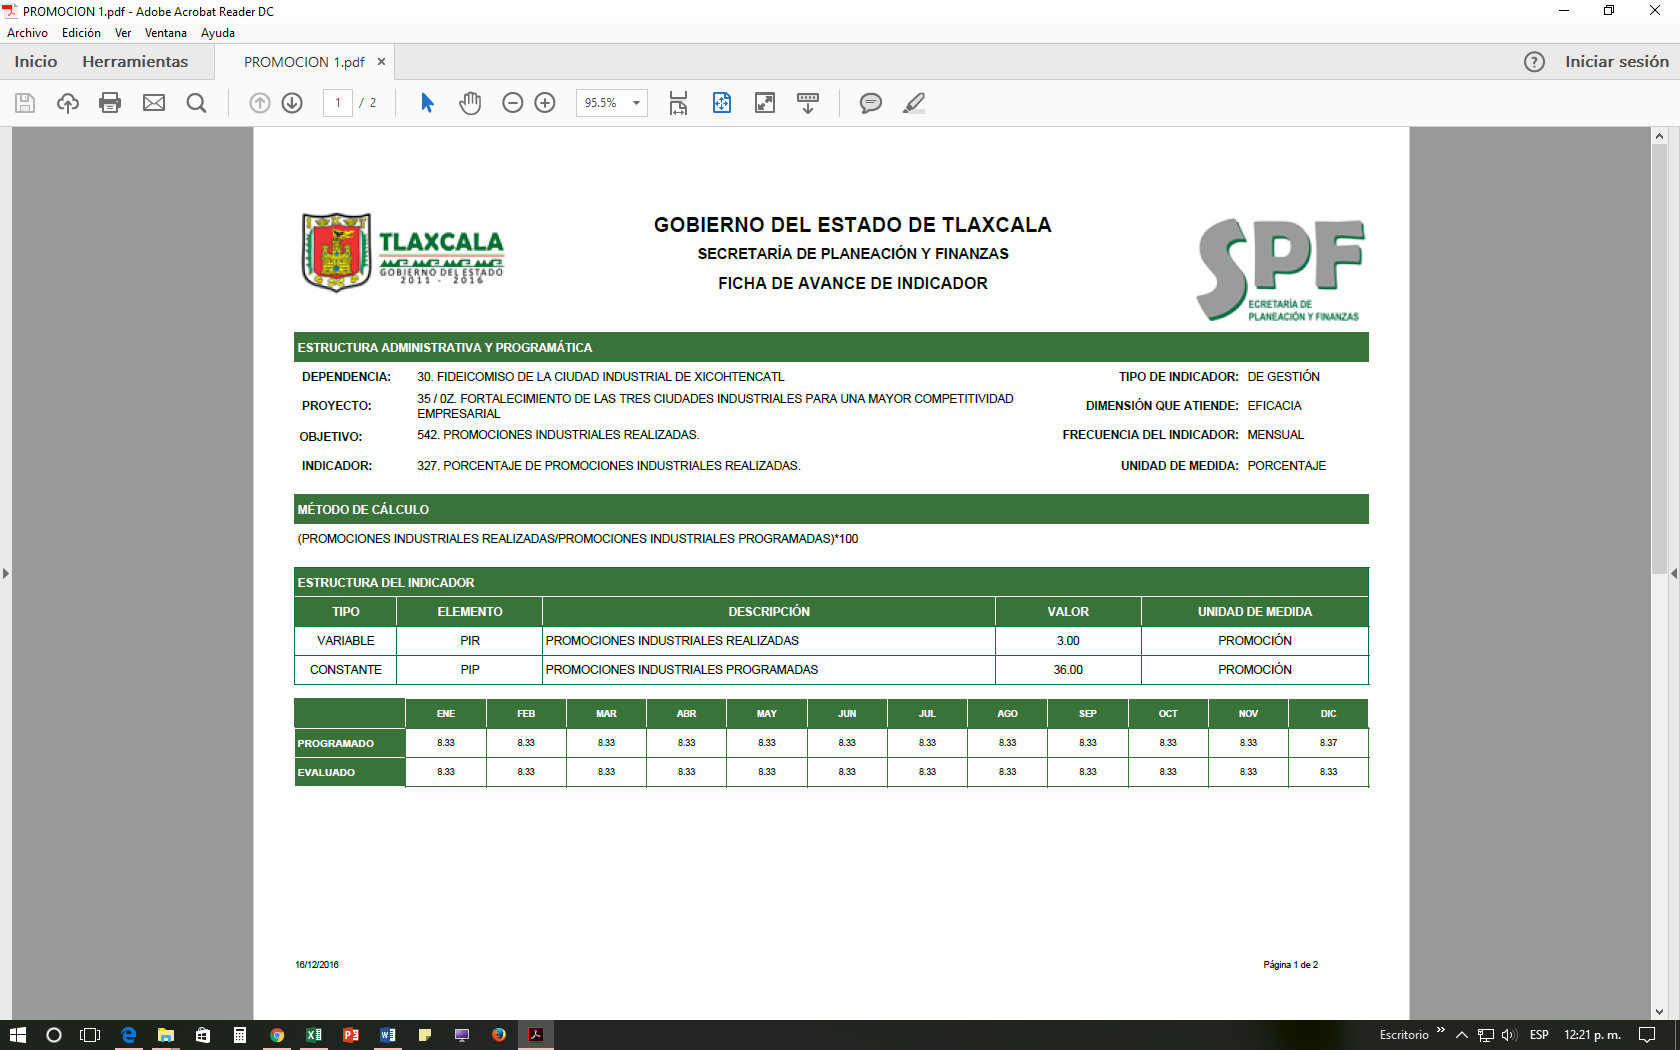 PROMOCION 1.pdf - Adobe Acrobat Reader DC
Archivo Edición Ver Ventana Ayuda
Inicio Herramientas PROMOCION 1.pdf × ? Iniciar sesión
1 / 2 95.5%
TLAXCALA
GOBIERNO DEL ESTADO
2011 - 2016
GOBIERNO DEL ESTADO DE TLAXCALA
SECRETARÍA DE PLANEACIÓN Y FINANZAS
FICHA DE AVANCE DE INDICADOR
SPF
ECRETARÍA DE
PLANEACIÓN Y FINANZAS
ESTRUCTURA ADMINISTRATIVA Y PROGRAMÁTICA
DEPENDENCIA: 30. FIDEICOMISO DE LA CIUDAD INDUSTRIAL DE XICOHTENCATL TIPO DE INDICADOR: DE GESTIÓN
PROYECTO: 35 / 0Z. FORTALECIMIENTO DE LAS TRES CIUDADES INDUSTRIALES PARA UNA MAYOR COMPETITIVIDAD
EMPRESARIAL DIMENSIÓN QUE ATIENDE: EFICACIA
OBJETIVO: 542. PROMOCIONES INDUSTRIALES REALIZADAS. FRECUENCIA DEL INDICADOR: MENSUAL
INDICADOR: 327. PORCENTAJE DE PROMOCIONES INDUSTRIALES REALIZADAS. UNIDAD DE MEDIDA: PORCENTAJE
MÉTODO DE CÁLCULO
(PROMOCIONES INDUSTRIALES REALIZADAS/PROMOCIONES INDUSTRIALES PROGRAMADAS)*100
ESTRUCTURA DEL INDICADOR
TIPO ELEMENTO DESCRIPCIÓN VALOR UNIDAD DE MEDIDA
VARIABLE PIR PROMOCIONES INDUSTRIALES REALIZADAS 3.00 PROMOCIÓN
CONSTANTE PIP PROMOCIONES INDUSTRIALES PROGRAMADAS 36.00 PROMOCIÓN
ENE FEB MAR ABR MAY JUN JUL AGO SEP OCT NOV DIC
PROGRAMADO 8.33 8.33 8.33 8.33 8.33 8.33 8.33 8.33 8.33 8.33 8.33 8.37
EVALUADO 8.33 8.33 8.33 8.33 8.33 8.33 8.33 8.33 8.33 8.33 8.33 8.33
16/12/2016 Página 1 de 2
Escritorio » ESP 12:21 p. m.